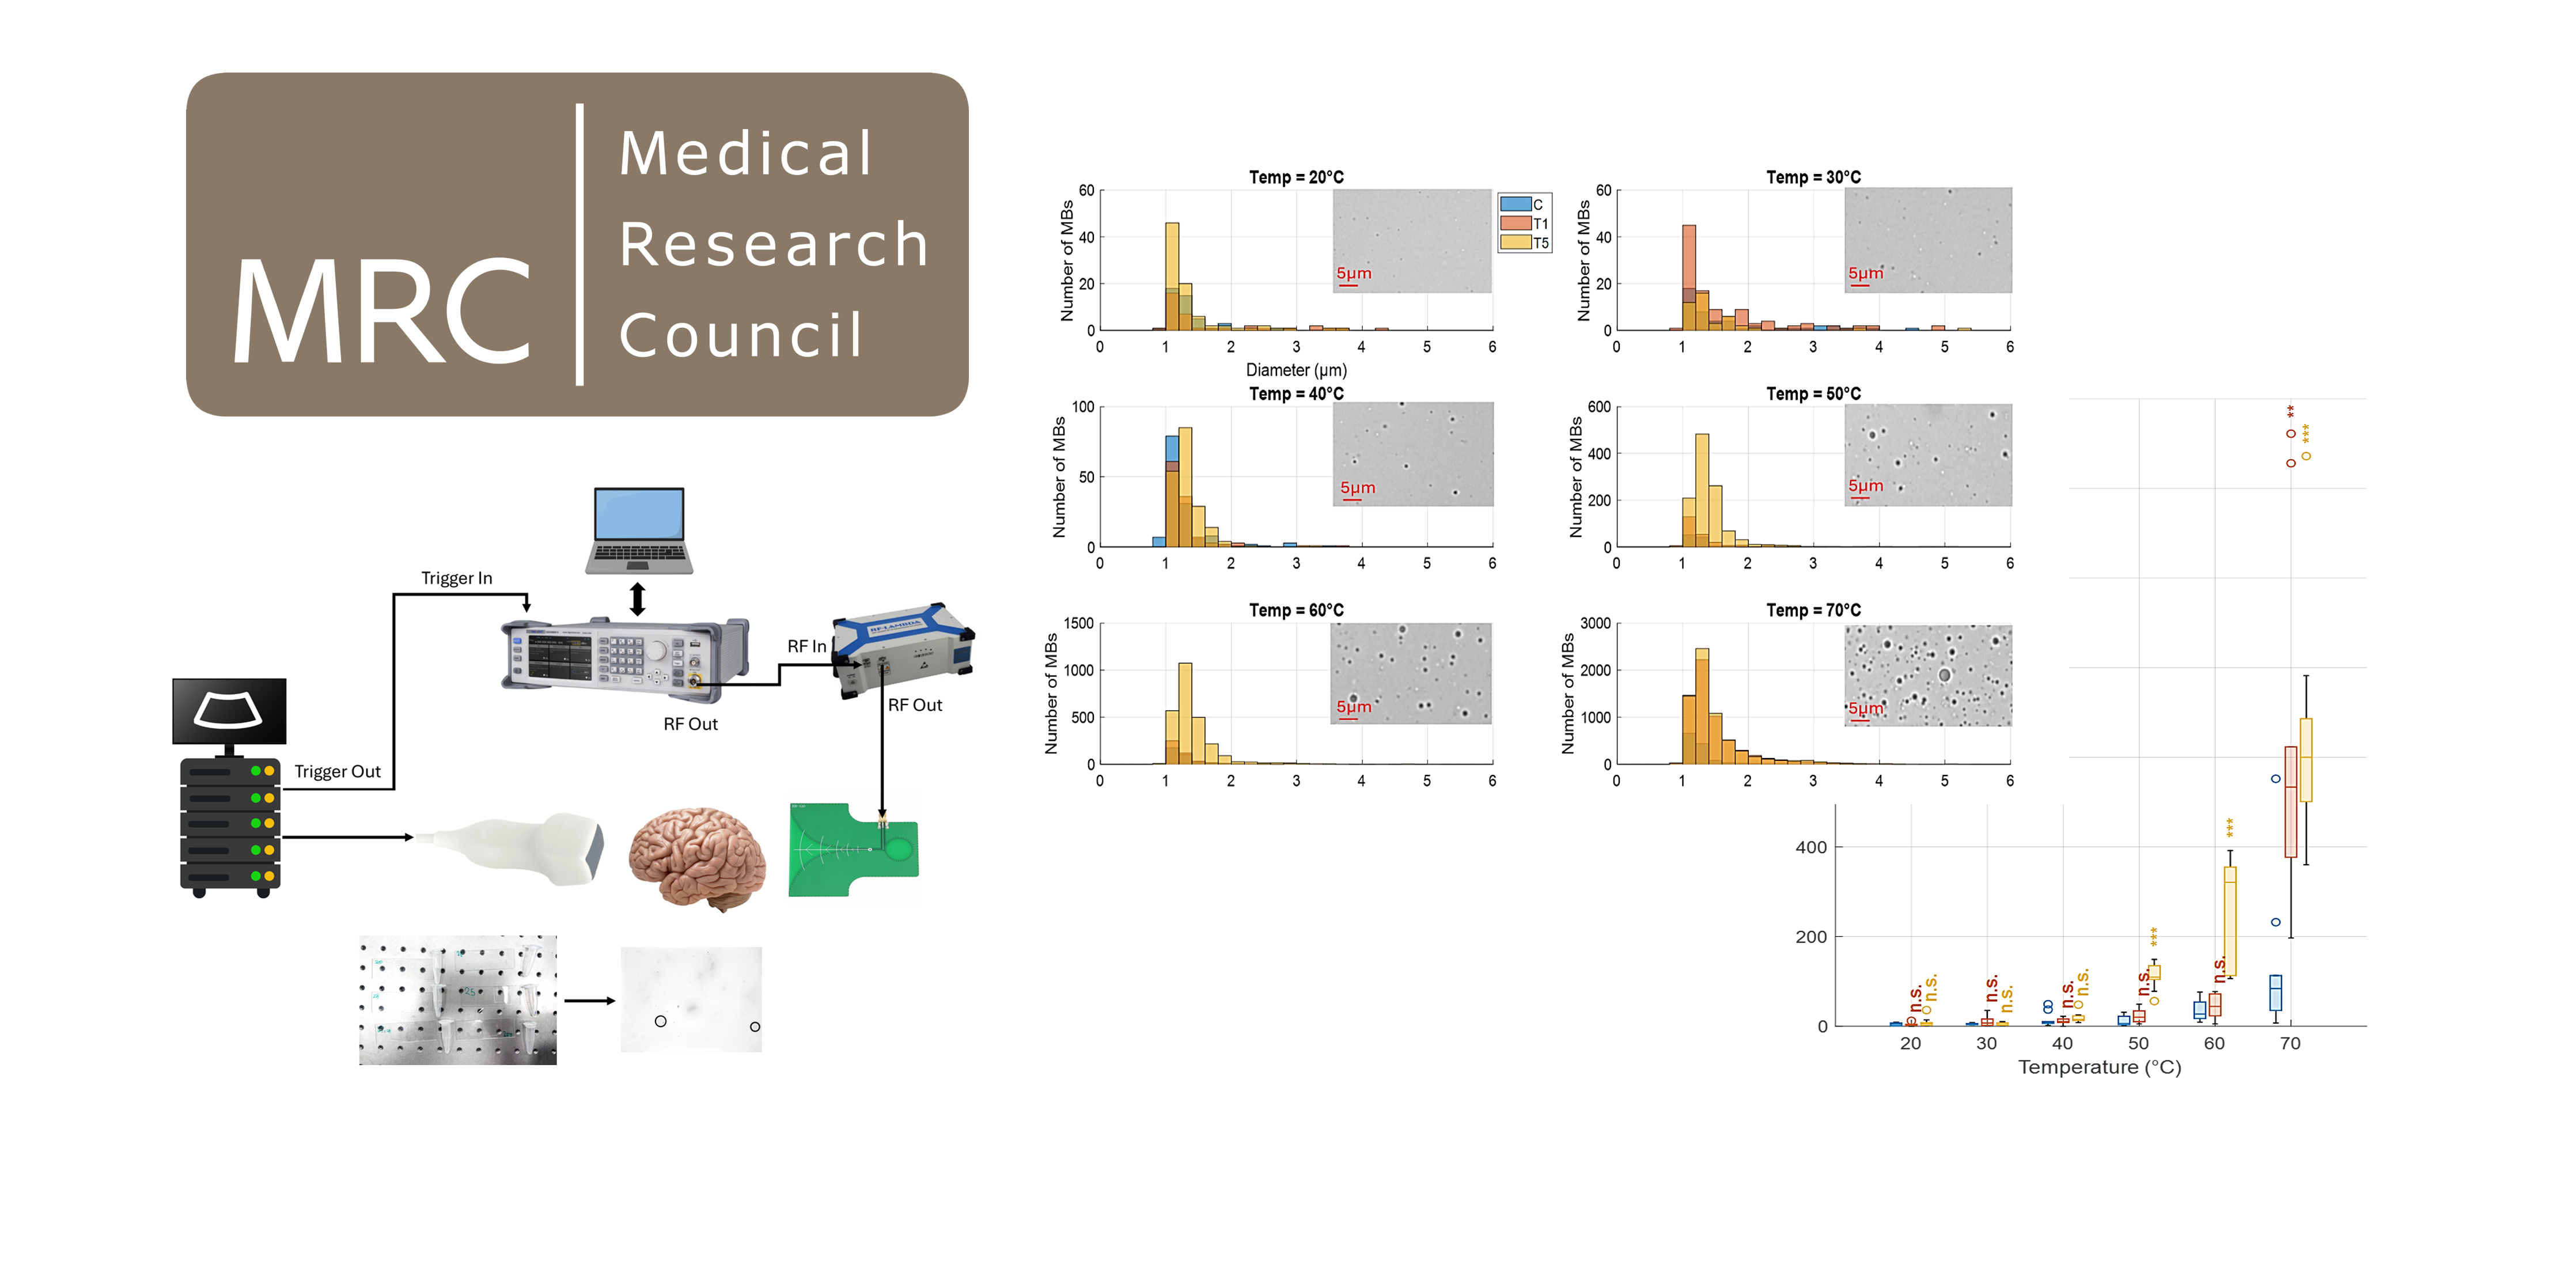 MRC
Medical
Research
Council
Trigger In
RF In
RF Out
RF Out
Trigger Out
Temp = 20°C
Number of MBs
60
40
20
0
0 1 2 3 4 5 6
Diameter (µm)
5µm
C
T1
T5
Temp = 30°C
Number of MBs
60
40
20
0
0 1 2 3 4 5 6
5µm
Temp = 40°C
Number of MBs
100
50
0
0 1 2 3 4 5 6
5µm
Temp = 50°C
Number of MBs
600
400
200
0
0 1 2 3 4 5 6
5µm
Temp = 60°C
Number of MBs
1500
1000
500
0
0 1 2 3 4 5 6
5µm
Temp = 70°C
Number of MBs
3000
2000
1000
0
0 1 2 3 4 5 6
5µm
**
***
***
***
n.s. n.s. n.s. n.s. n.s. n.s. n.s. n.s.
400
200
0
20 30 40 50 60 70
Temperature (°C)